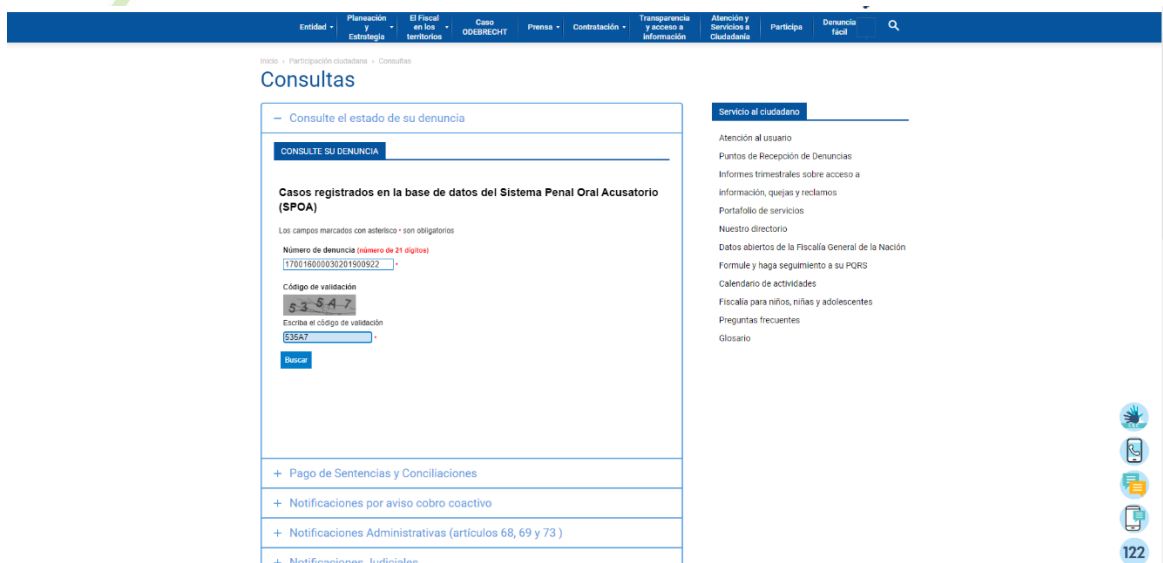 Entidad
Planeación y Estrategia
El Fiscal en los territorios
Caso ODEBRECHT
Prensa
Contratación
Transparencia y acceso a información
Atención y Servicios a Ciudadanía
Participa
Denuncia fácil
Inicio › Participación ciudadana › Consultas
Consultas
− Consulte el estado de su denuncia
CONSULTE SU DENUNCIA
Casos registrados en la base de datos del Sistema Penal Oral Acusatorio
(SPOA)
Los campos marcados con asterisco * son obligatorios
Número de denuncia (número de 21 dígitos)
170016000030201900922 *
Código de validación
535A7
Escriba el código de validación
535A7 *
Buscar
+ Pago de Sentencias y Conciliaciones
+ Notificaciones por aviso cobro coactivo
+ Notificaciones Administrativas (artículos 68, 69 y 73 )
+ Notificaciones Judiciales
Servicio al ciudadano
Atención al usuario
Puntos de Recepción de Denuncias
Informes trimestrales sobre acceso a
información, quejas y reclamos
Portafolio de servicios
Nuestro directorio
Datos abiertos de la Fiscalía General de la Nación
Formule y haga seguimiento a su PQRS
Calendario de actividades
Fiscalía para niños, niñas y adolescentes
Preguntas frecuentes
Glosario
122